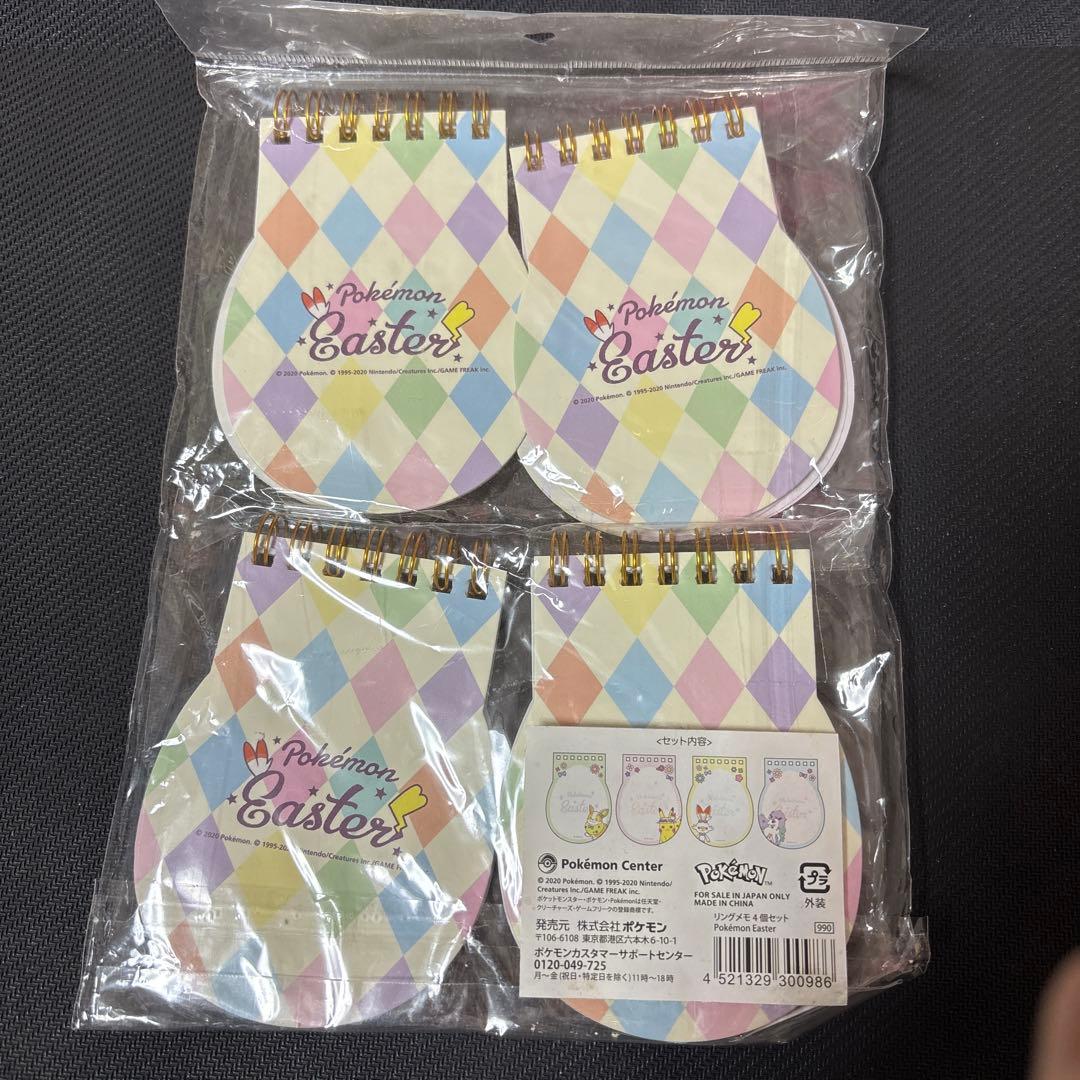 Pokémon
Easter
© 2020 Pokémon. © 1995-2020 Nintendo/Creatures Inc./GAME FREAK inc.
Pokémon
Easter
© 2020 Pokémon. © 1995-2020 Nintendo/Creatures Inc./GAME FREAK inc.
Pokémon
Easter
© 2020 Pokémon. © 1995-2020 Nintendo/Creatures Inc./GAME FREAK inc.
<セット内容>
Easter
Pokémon Center
© 2020 Pokémon. © 1995-2020 Nintendo/
Creatures Inc./GAME FREAK inc.
ポケットモンスター・ポケモン・Pokémonは任天堂・
クリーチャーズ・ゲームフリークの登録商標です。
発売元 株式会社ポケモン
〒106-6108 東京都港区六本木6-10-1
ポケモンカスタマーサポートセンター
0120-049-725
月~金(祝日・特定日を除く)11時~18時
POKÉMON TM
FOR SALE IN JAPAN ONLY
MADE IN CHINA
プラ
外装
リングメモ4個セット
Pokémon Easter
990
4 521329 300986